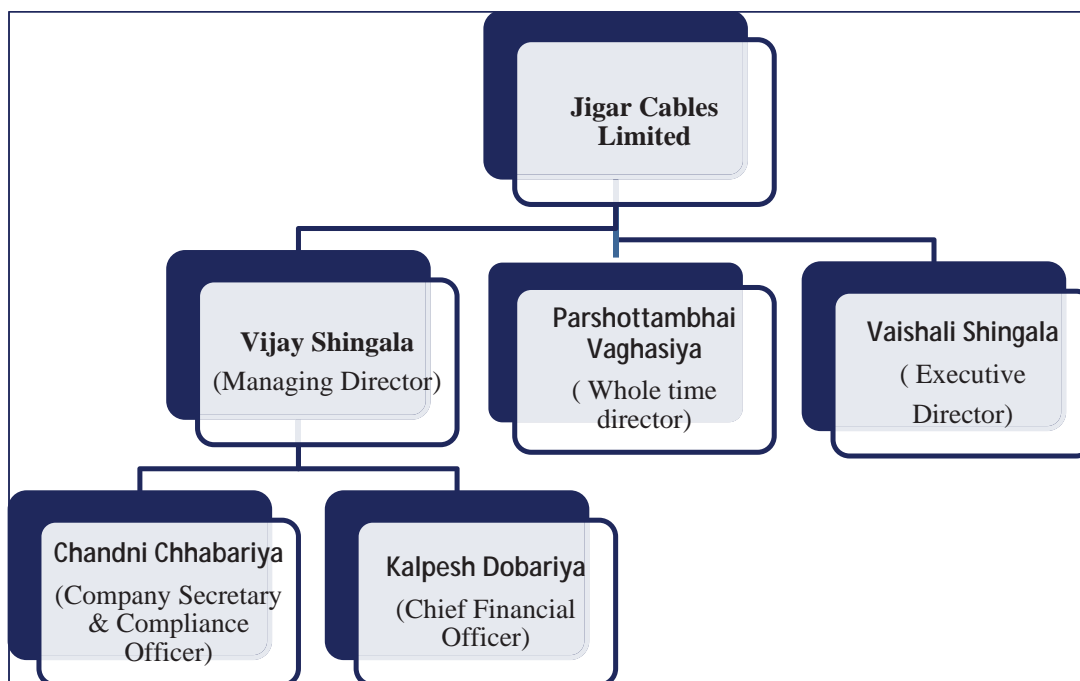 Jigar Cables
Limited
Vijay Shingala
(Managing Director)
Parshottambhai
Vaghasiya
( Whole time
director)
Vaishali Shingala
( Executive
Director)
Chandni Chhabariya
(Company Secretary
& Compliance
Officer)
Kalpesh Dobariya
(Chief Financial
Officer)